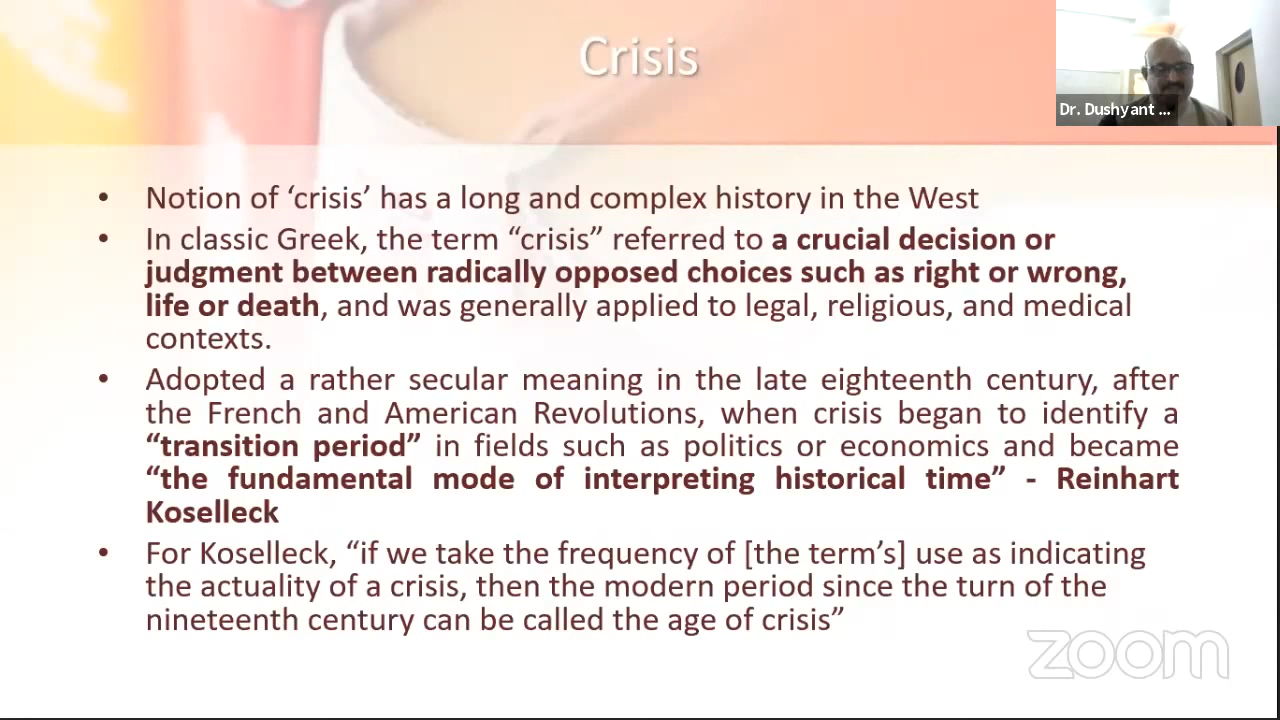 Crisis
Dr. Dushyant ...
• Notion of ‘crisis’ has a long and complex history in the West
• In classic Greek, the term “crisis” referred to a crucial decision or
judgment between radically opposed choices such as right or wrong,
life or death, and was generally applied to legal, religious, and medical
contexts.
• Adopted a rather secular meaning in the late eighteenth century, after
the French and American Revolutions, when crisis began to identify a
“transition period” in fields such as politics or economics and became
“the fundamental mode of interpreting historical time” - Reinhart
Koselleck
• For Koselleck, “if we take the frequency of [the term’s] use as indicating
the actuality of a crisis, then the modern period since the turn of the
nineteenth century can be called the age of crisis”
zoom